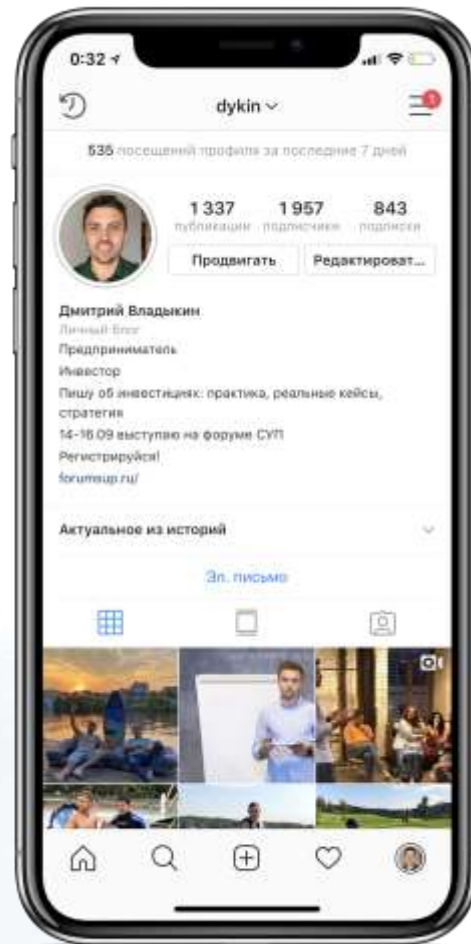 0:32
dykin
1
535 посещений профиля за последние 7 дней
1 337 1 957 843
публикации подписчики подписки
Продвигать Редактироват...
Дмитрий Владыкин
Личный блог
Предприниматель
Инвестор
Пишу об инвестициях: практика, реальные кейсы,
стратегия
14-16.09 выступаю на форуме СУП
Регистрируйся!
forumsup.ru/
Актуальное из историй
Эл. письмо